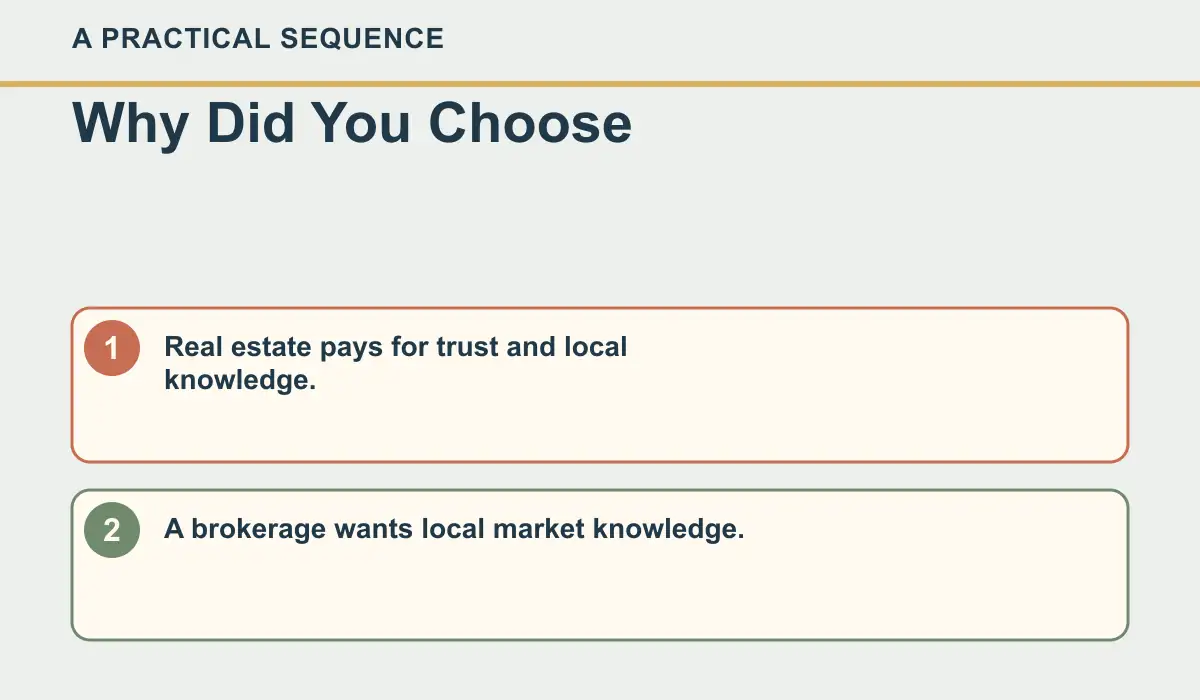 A PRACTICAL SEQUENCE
Why Did You Choose
1
Real estate pays for trust and local
knowledge.
2
A brokerage wants local market knowledge.